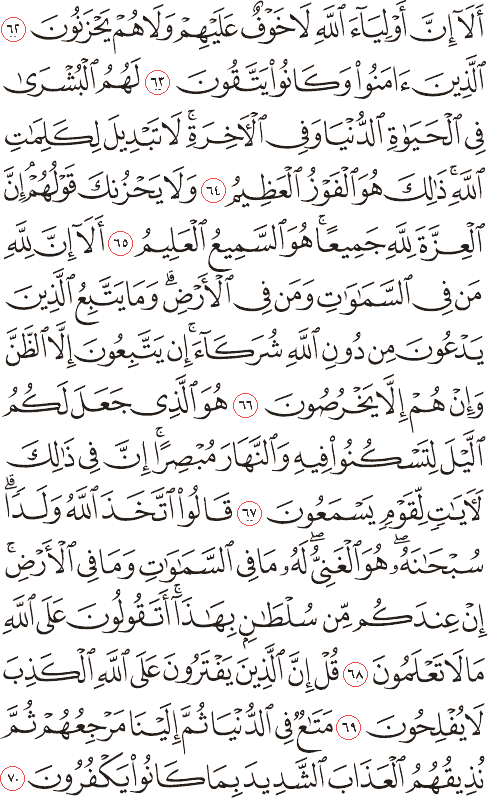 أَلَآ إِنَّ أَوْلِيَآءَ ٱللَّهِ لَا خَوْفٌ عَلَيْهِمْ وَلَا هُمْ يَحْزَنُونَ ٦٢
ٱلَّذِينَ ءَامَنُوا۟ وَكَانُوا۟ يَتَّقُونَ ٦٣ لَهُمُ ٱلْبُشْرَىٰ
فِى ٱلْحَيَوٰةِ ٱلدُّنْيَا وَفِى ٱلْءَاخِرَةِ ۚ لَا تَبْدِيلَ لِكَلِمَٰتِ
ٱللَّهِ ۚ ذَٰلِكَ هُوَ ٱلْفَوْزُ ٱلْعَظِيمُ ٦٤ وَلَا يَحْزُنكَ قَوْلُهُمْ ۘ إِنَّ
ٱلْعِزَّةَ لِلَّهِ جَمِيعًا ۚ هُوَ ٱلسَّمِيعُ ٱلْعَلِيمُ ٦٥ أَلَآ إِنَّ لِلَّهِ
مَن فِى ٱلسَّمَٰوَٰتِ وَمَن فِى ٱلْأَرْضِ ۗ وَمَا يَتَّبِعُ ٱلَّذِينَ
يَدْعُونَ مِن دُونِ ٱللَّهِ شُرَكَآءَ ۚ إِن يَتَّبِعُونَ إِلَّا ٱلظَّنَّ
وَإِنْ هُمْ إِلَّا يَخْرُصُونَ ٦٦ هُوَ ٱلَّذِى جَعَلَ لَكُمُ
ٱلَّيْلَ لِتَسْكُنُوا۟ فِيهِ وَٱلنَّهَارَ مُبْصِرًا ۚ إِنَّ فِى ذَٰلِكَ
لَءَايَٰتٍ لِّقَوْمٍ يَسْمَعُونَ ٦٧ قَالُوا۟ ٱتَّخَذَ ٱللَّهُ وَلَدًا ۗ
سُبْحَٰنَهُۥ ۖ هُوَ ٱلْغَنِىُّ ۖ لَهُۥ مَا فِى ٱلسَّمَٰوَٰتِ وَمَا فِى ٱلْأَرْضِ ۚ
إِنْ عِندَكُم مِّن سُلْطَٰنٍۭ بِهَٰذَآ ۚ أَتَقُولُونَ عَلَى ٱللَّهِ
مَا لَا تَعْلَمُونَ ٦٨ قُلْ إِنَّ ٱلَّذِينَ يَفْتَرُونَ عَلَى ٱللَّهِ ٱلْكَذِبَ
لَا يُفْلِحُونَ ٦٩ مَتَٰعٌ فِى ٱلدُّنْيَا ثُمَّ إِلَيْنَا مَرْجِعُهُمْ ثُمَّ
نُذِيقُهُمُ ٱلْعَذَابَ ٱلشَّدِيدَ بِمَا كَانُوا۟ يَكْفُرُونَ ٧٠